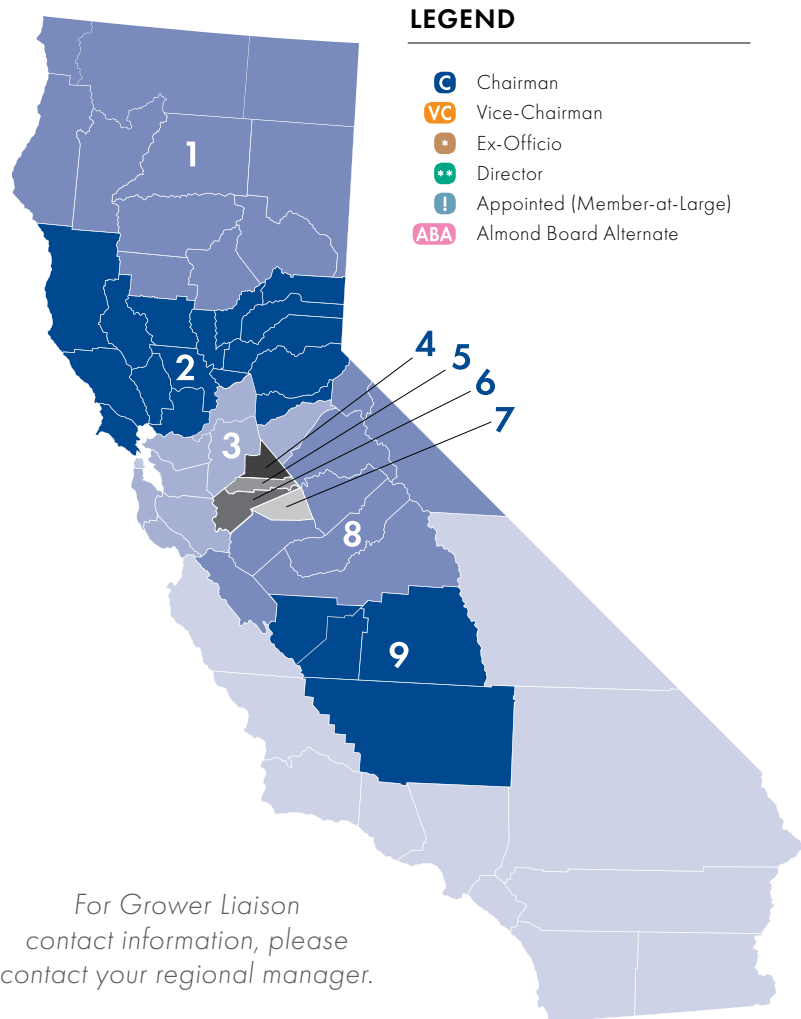 LEGEND
C Chairman
VC Vice-Chairman
* Ex-Officio
** Director
! Appointed (Member-at-Large)
ABA Almond Board Alternate
1
2
3
4
5
6
7
8
9
For Grower Liaison
contact information, please
contact your regional manager.